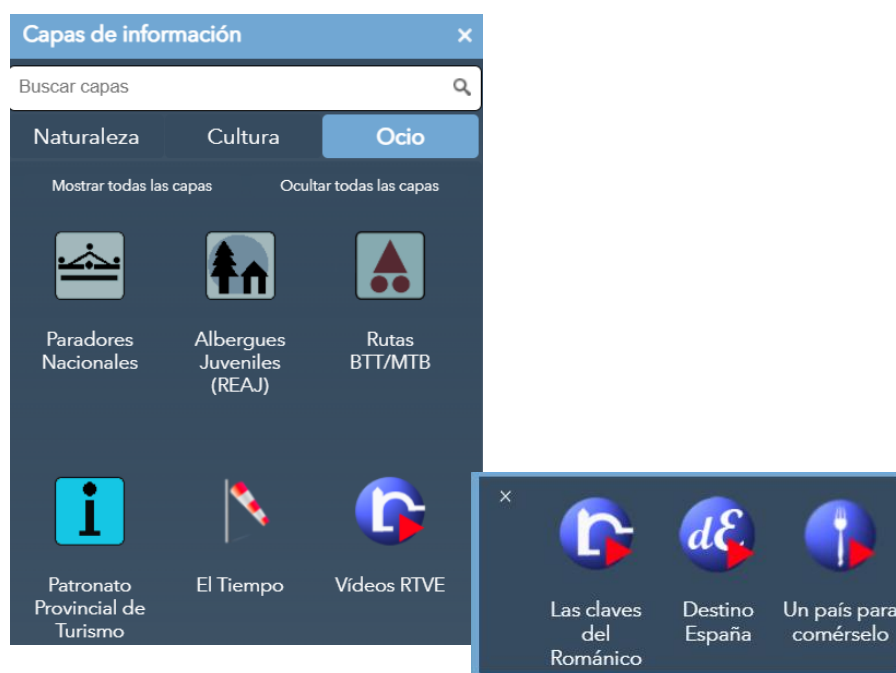 Capas de información ×
Buscar capas
Naturaleza Cultura Ocio
Mostrar todas las capas Ocultar todas las capas
Paradores
Nacionales
Albergues
Juveniles
(REAJ)
Rutas
BTT/MTB
i
Patronato
Provincial de
Turismo
El Tiempo
Vídeos RTVE
×
dE
Las claves
del
Románico
Destino
España
Un país para
comérselo